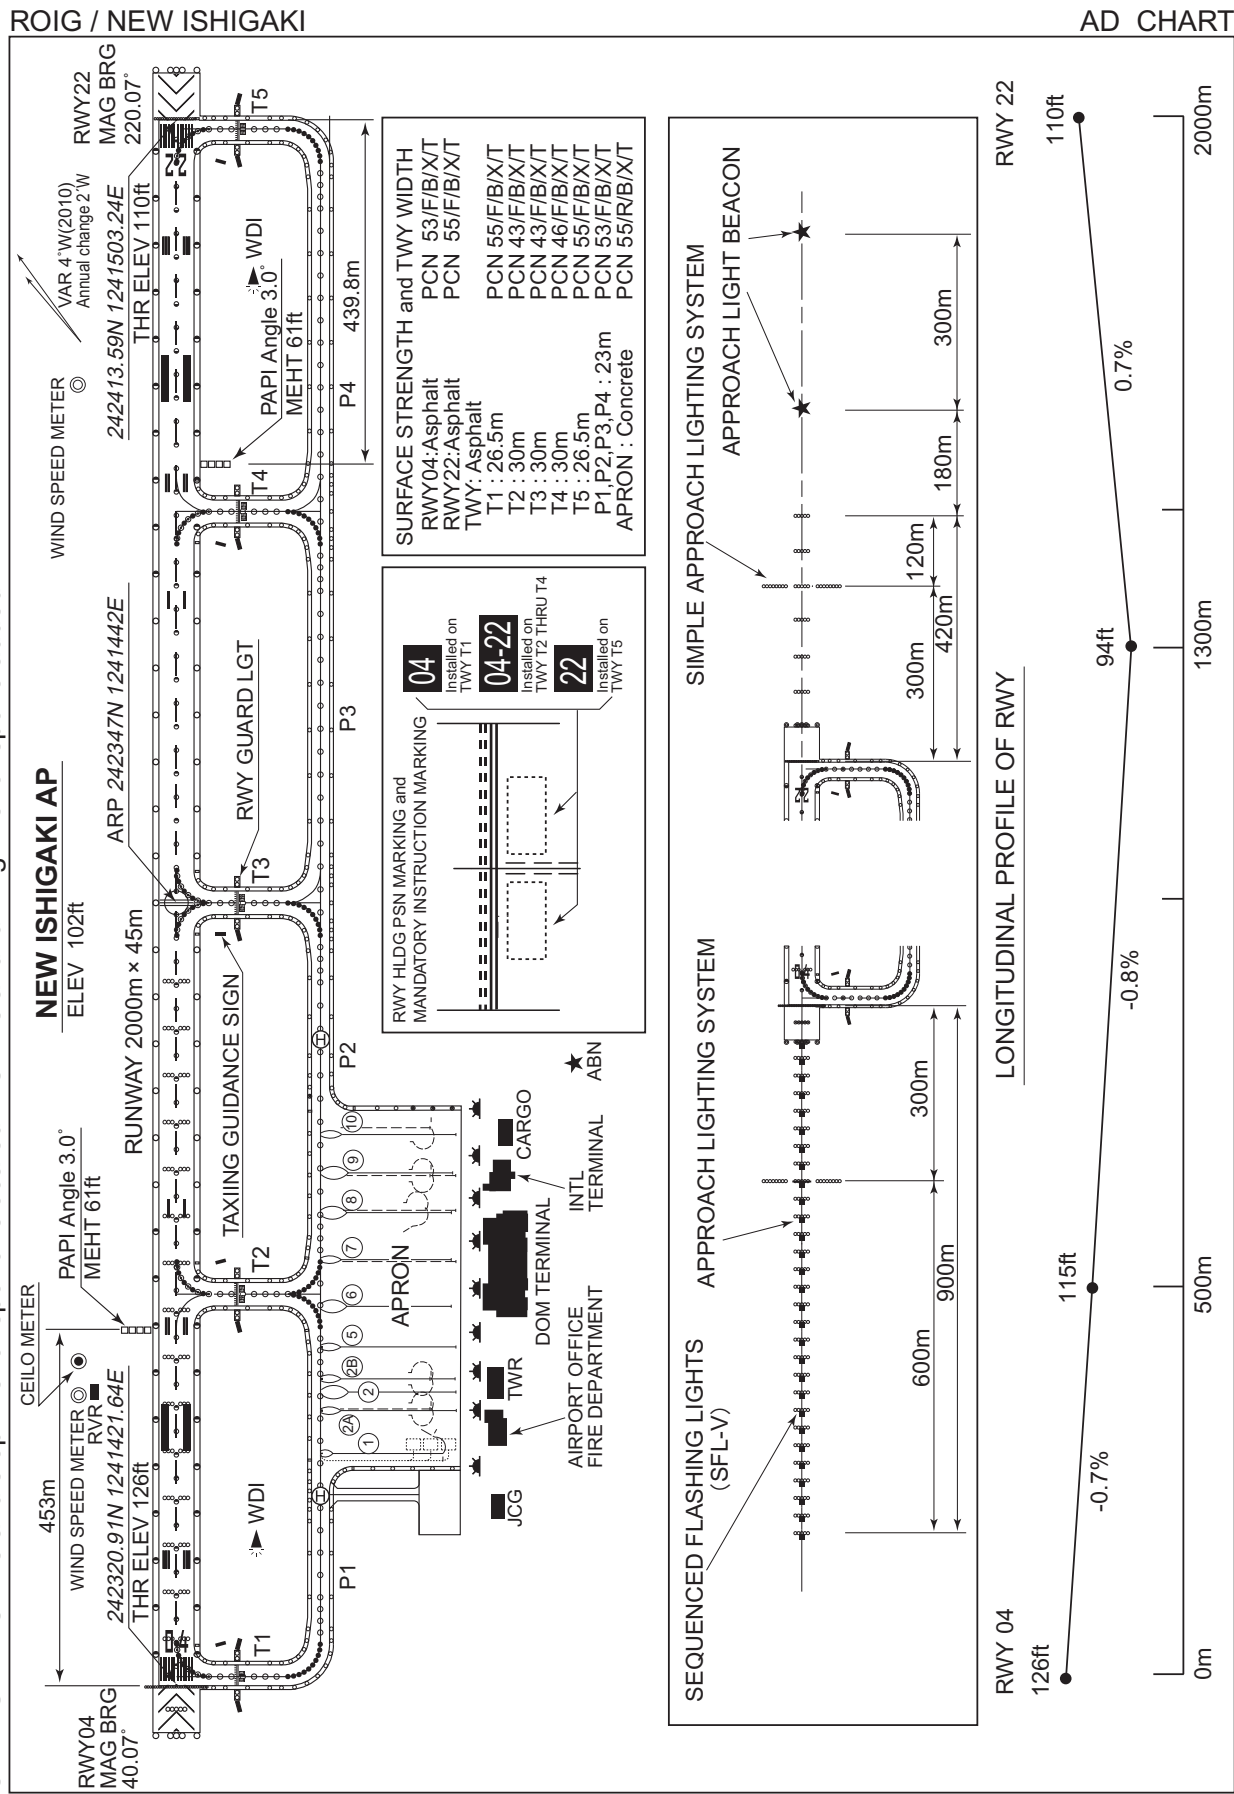 ROIG / NEW ISHIGAKI
AD CHART
NEW ISHIGAKI AP
ELEV 102ft
RWY04
MAG BRG
40.07°
453m
CEILO METER
WIND SPEED METER
RVR
242320.91N 1241421.64E
THR ELEV 126ft
PAPI Angle 3.0°
MEHT 61ft
RUNWAY 2000m × 45m
ARP 242347N 1241442E
WIND SPEED METER
VAR 4°W(2010)
Annual change 2'W
242413.59N 1241503.24E
THR ELEV 110ft
RWY22
MAG BRG
220.07°
04
22
T1
T2
T3
T4
T5
WDI
TAXIING GUIDANCE SIGN
RWY GUARD LGT
PAPI Angle 3.0°
MEHT 61ft
WDI
439.8m
H
H
P1
P2
P3
P4
1
2A
2
2B
5
6
7
8
9
10
APRON
JCG
TWR
AIRPORT OFFICE
FIRE DEPARTMENT
DOM TERMINAL
INTL
TERMINAL
CARGO
ABN
RWY HLDG PSN MARKING and
MANDATORY INSTRUCTION MARKING
04
Installed on
TWY T1
04-22
Installed on
TWY T2 THRU T4
22
Installed on
TWY T5
SURFACE STRENGTH and TWY WIDTH
RWY04:Asphalt PCN 53/F/B/X/T
RWY22:Asphalt PCN 55/F/B/X/T
TWY: Asphalt
T1 : 26.5m PCN 55/F/B/X/T
T2 : 30m PCN 43/F/B/X/T
T3 : 30m PCN 43/F/B/X/T
T4 : 30m PCN 46/F/B/X/T
T5 : 26.5m PCN 55/F/B/X/T
P1,P2,P3,P4 : 23m PCN 53/F/B/X/T
APRON : Concrete PCN 55/R/B/X/T
SEQUENCED FLASHING LIGHTS
(SFL-V)
APPROACH LIGHTING SYSTEM
600m
300m
900m
04
22
SIMPLE APPROACH LIGHTING SYSTEM
APPROACH LIGHT BEACON
300m
120m
420m
180m
300m
LONGITUDINAL PROFILE OF RWY
RWY 04
126ft
-0.7%
115ft
-0.8%
94ft
0.7%
RWY 22
110ft
0m
500m
1300m
2000m